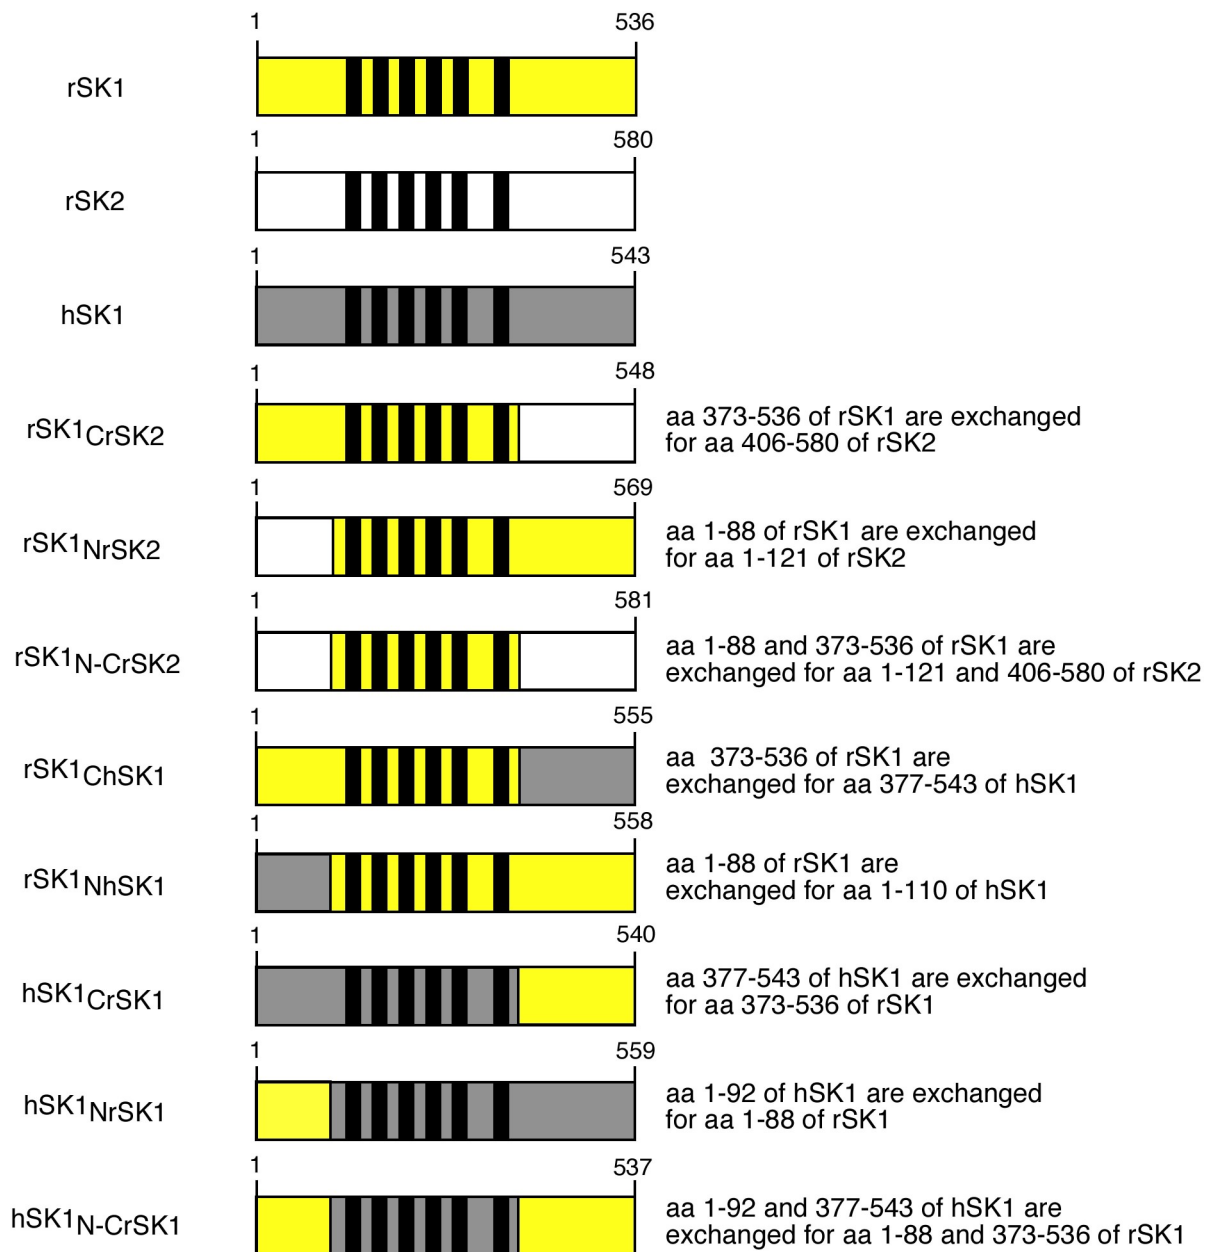 1 536
rSK1
1 580
rSK2
1 543
hSK1
1 548
rSK1CrSK2
aa 373-536 of rSK1 are exchanged
for aa 406-580 of rSK2
1 569
rSK1NrSK2
aa 1-88 of rSK1 are exchanged
for aa 1-121 of rSK2
1 581
rSK1N-CrSK2
aa 1-88 and 373-536 of rSK1 are
exchanged for aa 1-121 and 406-580 of rSK2
1 555
rSK1ChSK1
aa 373-536 of rSK1 are
exchanged for aa 377-543 of hSK1
1 558
rSK1NhSK1
aa 1-88 of rSK1 are
exchanged for aa 1-110 of hSK1
1 540
hSK1CrSK1
aa 377-543 of hSK1 are exchanged
for aa 373-536 of rSK1
1 559
hSK1NrSK1
aa 1-92 of hSK1 are exchanged
for aa 1-88 of rSK1
1 537
hSK1N-CrSK1
aa 1-92 and 377-543 of hSK1 are
exchanged for aa 1-88 and 373-536 of rSK1